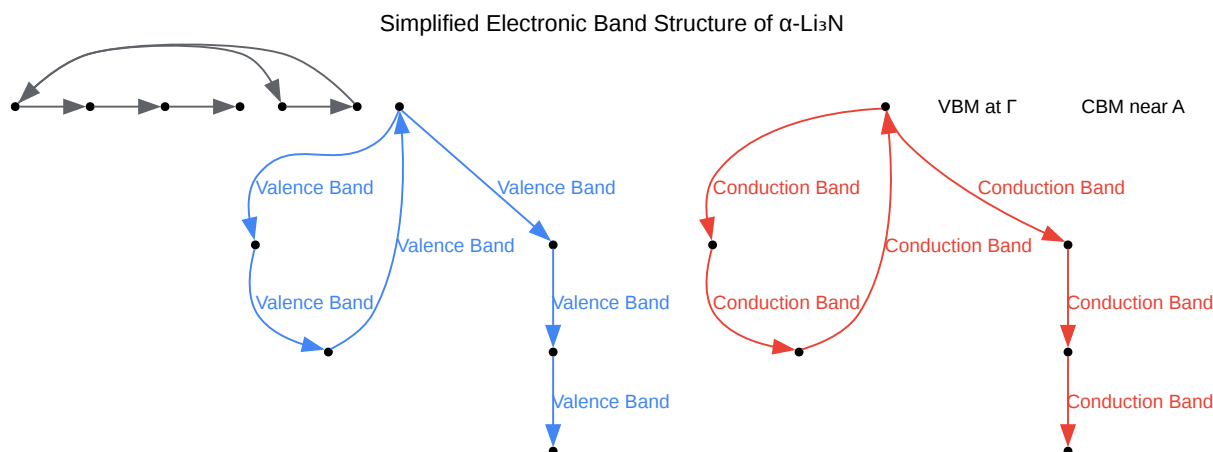 Simplified Electronic Band Structure of α-Li₃N
VBM at Γ
CBM near A
Valence Band
Valence Band
Conduction Band
Conduction Band
Valence Band
Conduction Band
Valence Band
Valence Band
Conduction Band
Conduction Band
Valence Band
Conduction Band